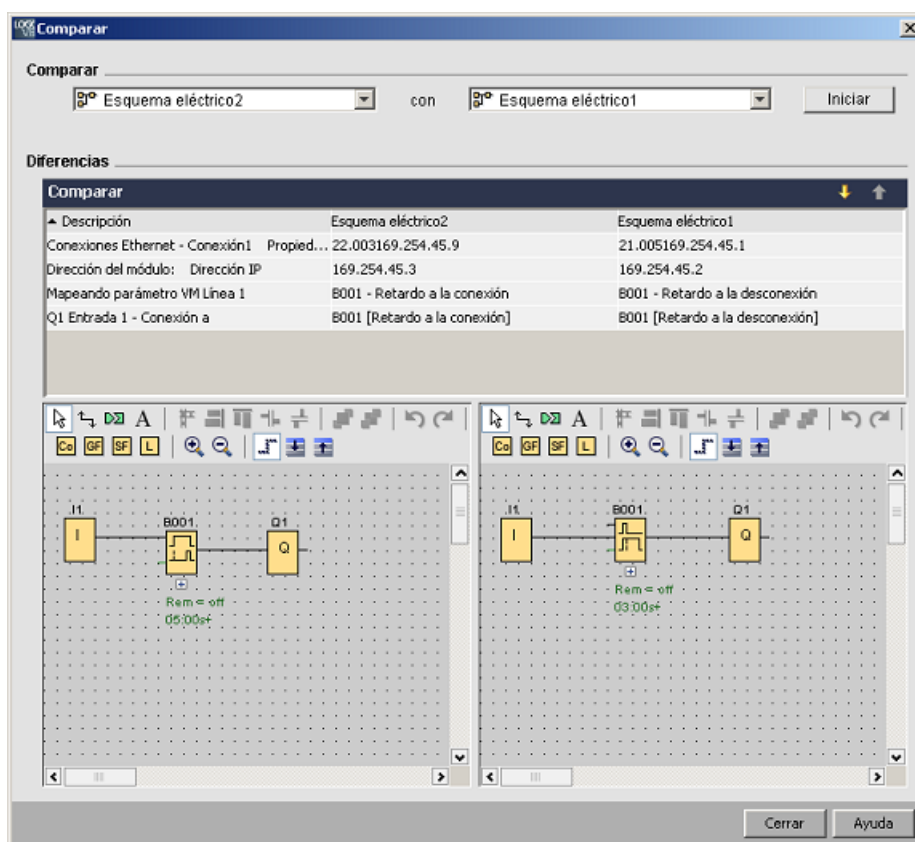 Comparar
Comparar
Esquema eléctrico2 con Esquema eléctrico1 Iniciar
Diferencias
Comparar
Descripción Esquema eléctrico2 Esquema eléctrico1
Conexiones Ethernet - Conexión1 Propied... 22.003169.254.45.9 21.005169.254.45.1
Dirección del módulo: Dirección IP 169.254.45.3 169.254.45.2
Mapeando parámetro VM Línea 1 B001 - Retardo a la conexión B001 - Retardo a la desconexión
Q1 Entrada 1 - Conexión a B001 [Retardo a la conexión] B001 [Retardo a la desconexión]
A
Co GF SF L
I1
B001
Q1
I
Q
Rem = off
05:00s+
A
Co GF SF L
I1
B001
Q1
I
Q
Rem = off
03:00s+
Cerrar Ayuda